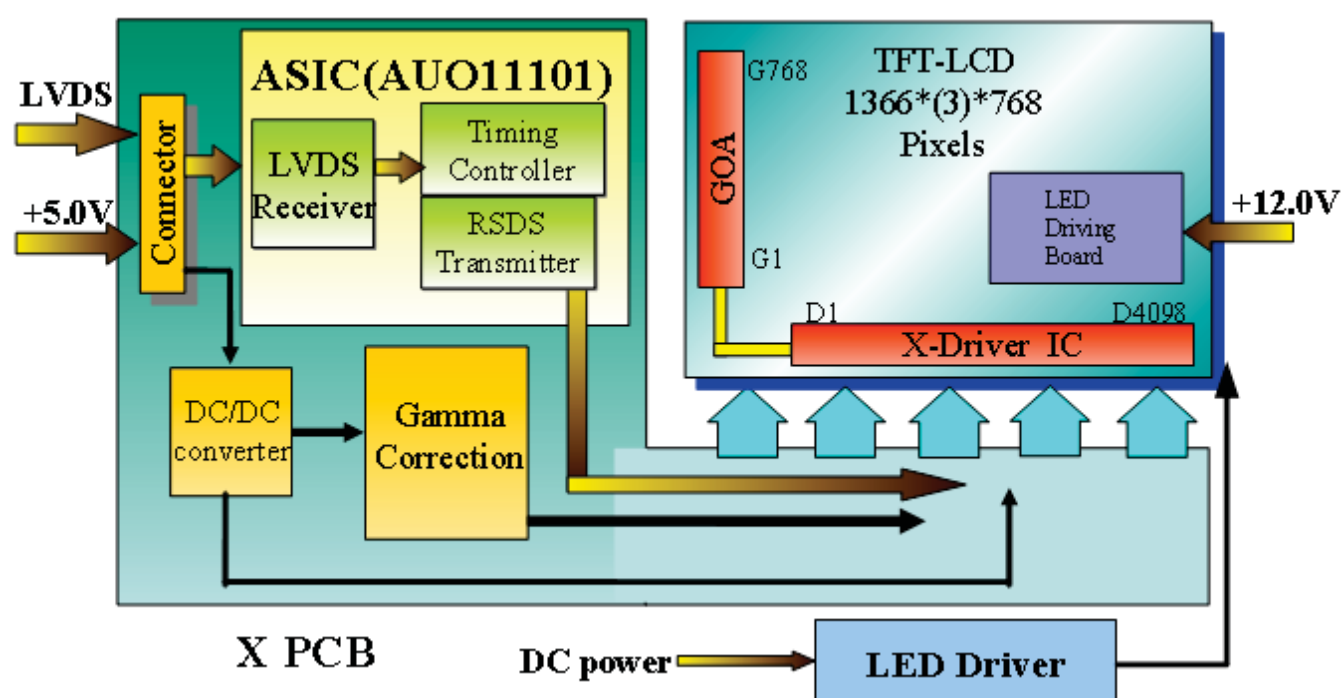 LVDS
+5.0V
Connector
ASIC(AUO11101)
LVDS
Receiver
Timing
Controller
RSDS
Transmitter
DC/DC
converter
Gamma
Correction
X PCB
G768
GOA
G1
TFT-LCD
1366*(3)*768
Pixels
LED
Driving
Board
+12.0V
D1
D4098
X-Driver IC
DC power
LED Driver